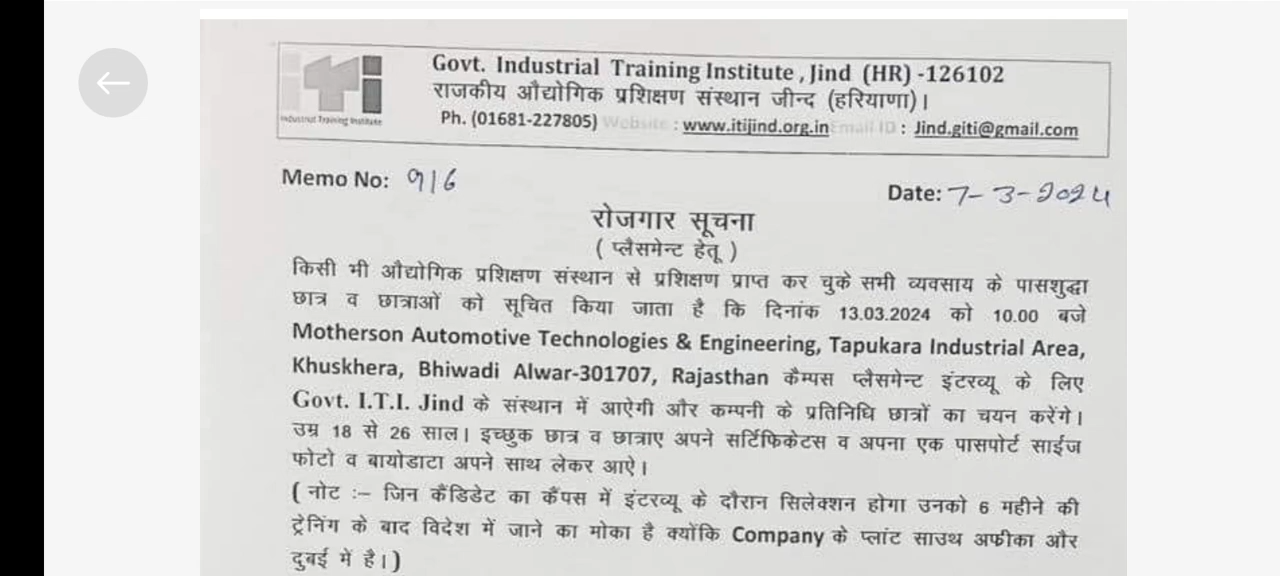 Govt. Industrial Training Institute, Jind (HR) -126102
राजकीय औद्योगिक प्रशिक्षण संस्थान जीन्द (हरियाणा)।
Industrial Training Institute
Ph. (01681-227805) Website : www.itijind.org.in Email ID : Jind.giti@gmail.com
Memo No: 916
Date: 7-3-2024
रोजगार सूचना
( प्लैसमेन्ट हेतू )
किसी भी औद्योगिक प्रशिक्षण संस्थान से प्रशिक्षण प्राप्त कर चुके सभी व्यवसाय के पासशुद्धा
छात्र व छात्राओं को सूचित किया जाता है कि दिनांक 13.03.2024 को 10.00 बजे
Motherson Automotive Technologies & Engineering, Tapukara Industrial Area,
Khuskhera, Bhiwadi Alwar-301707, Rajasthan कैम्पस प्लैसमेन्ट इंटरव्यू के लिए
Govt. I.T.I. Jind के संस्थान में आऐगी और कम्पनी के प्रतिनिधि छात्रों का चयन करेंगे।
उम्र 18 से 26 साल। इच्छुक छात्र व छात्राए अपने सर्टिफिकेटस व अपना एक पासपोर्ट साईज
फोटो व बायोडाटा अपने साथ लेकर आऐ।
( नोट :– जिन कैंडिडेट का कैंपस में इंटरव्यू के दौरान सिलेक्शन होगा उनको 6 महीने की
ट्रेनिंग के बाद विदेश में जाने का मोका है क्योंकि Company के प्लांट साउथ अफीका और
दुबई में है।)